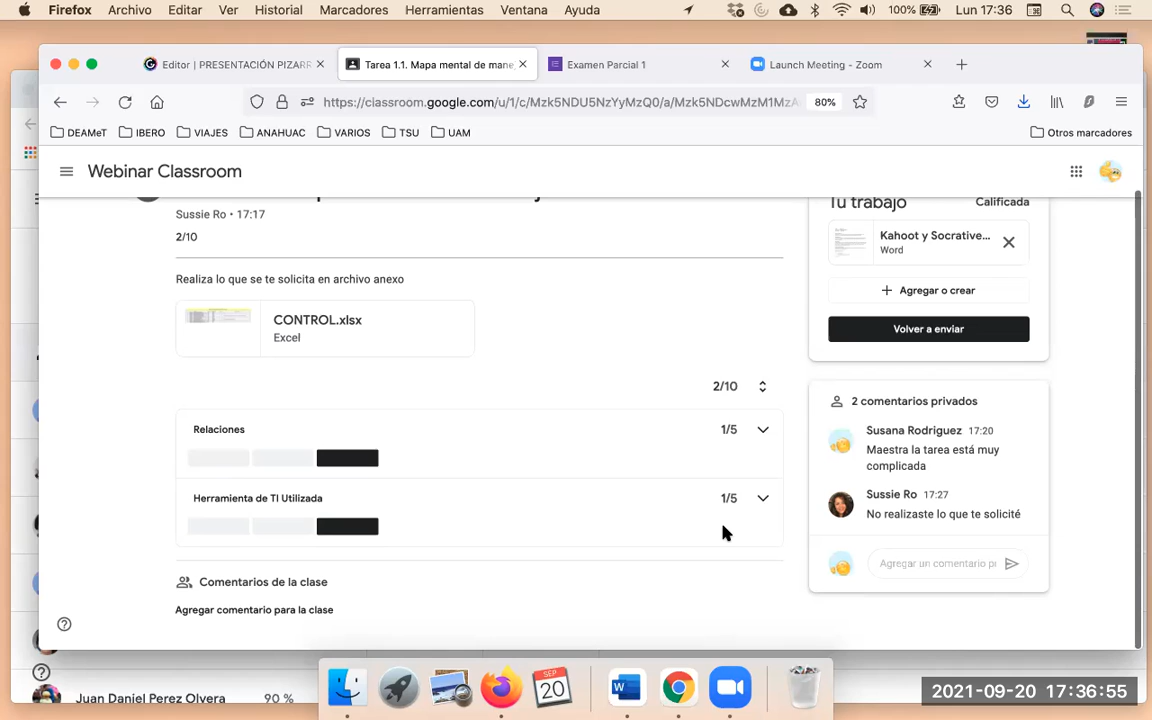 Firefox Archivo Editar Ver Historial Marcadores Herramientas Ventana Ayuda 100% Lun 17:36
Editor | PRESENTACIÓN PIZARR
Tarea 1.1. Mapa mental de mane
Examen Parcial 1
Launch Meeting - Zoom
https://classroom.google.com/u/1/c/Mzk5NDU5NzYyMzQ0/a/Mzk5NDcwMzM1MzA 80%
DEAMeT IBERO VIAJES ANAHUAC VARIOS TSU UAM Otros marcadores
Webinar Classroom
Sussie Ro • 17:17
2/10
Realiza lo que se te solicita en archivo anexo
CONTROL.xlsx
Excel
2/10
Relaciones 1/5
Herramienta de TI Utilizada 1/5
Comentarios de la clase
Agregar comentario para la clase
Tu trabajo Calificada
Kahoot y Socrative...
Word
Agregar o crear
Volver a enviar
2 comentarios privados
Susana Rodriguez 17:20
Maestra la tarea está muy
complicada
Sussie Ro 17:27
No realizaste lo que te solicité
Agregar un comentario
Juan Daniel Perez Olvera 90 %
SEP
20
2021-09-20 17:36:55